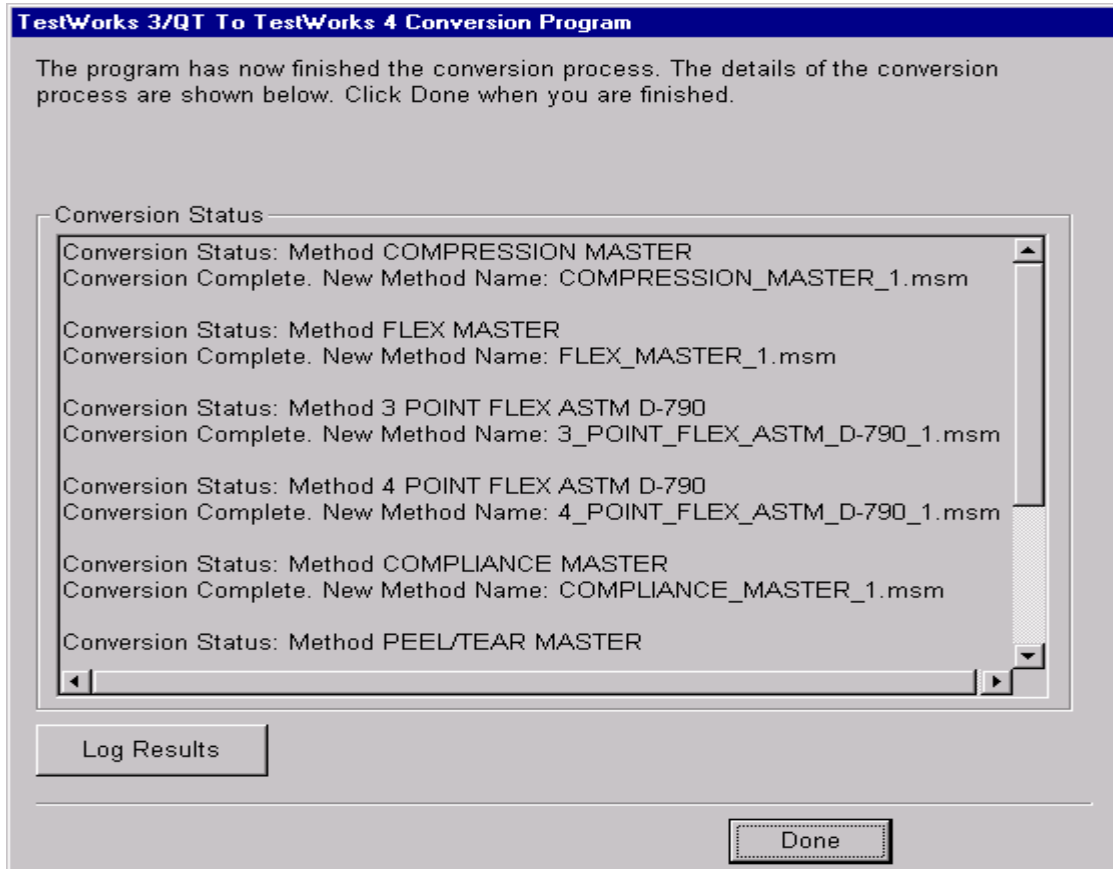 TestWorks 3/QT To TestWorks 4 Conversion Program
The program has now finished the conversion process. The details of the conversion
process are shown below. Click Done when you are finished.
Conversion Status
Conversion Status: Method COMPRESSION MASTER
Conversion Complete. New Method Name: COMPRESSION_MASTER_1.msm
Conversion Status: Method FLEX MASTER
Conversion Complete. New Method Name: FLEX_MASTER_1.msm
Conversion Status: Method 3 POINT FLEX ASTM D-790
Conversion Complete. New Method Name: 3_POINT_FLEX_ASTM_D-790_1.msm
Conversion Status: Method 4 POINT FLEX ASTM D-790
Conversion Complete. New Method Name: 4_POINT_FLEX_ASTM_D-790_1.msm
Conversion Status: Method COMPLIANCE MASTER
Conversion Complete. New Method Name: COMPLIANCE_MASTER_1.msm
Conversion Status: Method PEEL/TEAR MASTER
Log Results
Done